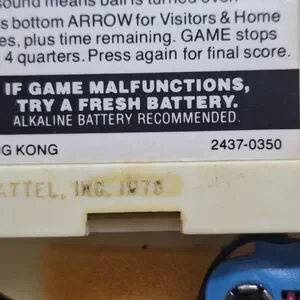 sound means ball is turned over
s bottom ARROW for Visitors & Home
es, plus time remaining. GAME stops
4 quarters. Press again for final score.
IF GAME MALFUNCTIONS,
TRY A FRESH BATTERY.
ALKALINE BATTERY RECOMMENDED.
NG KONG
2437-0350
ATTEL, INC. 1978